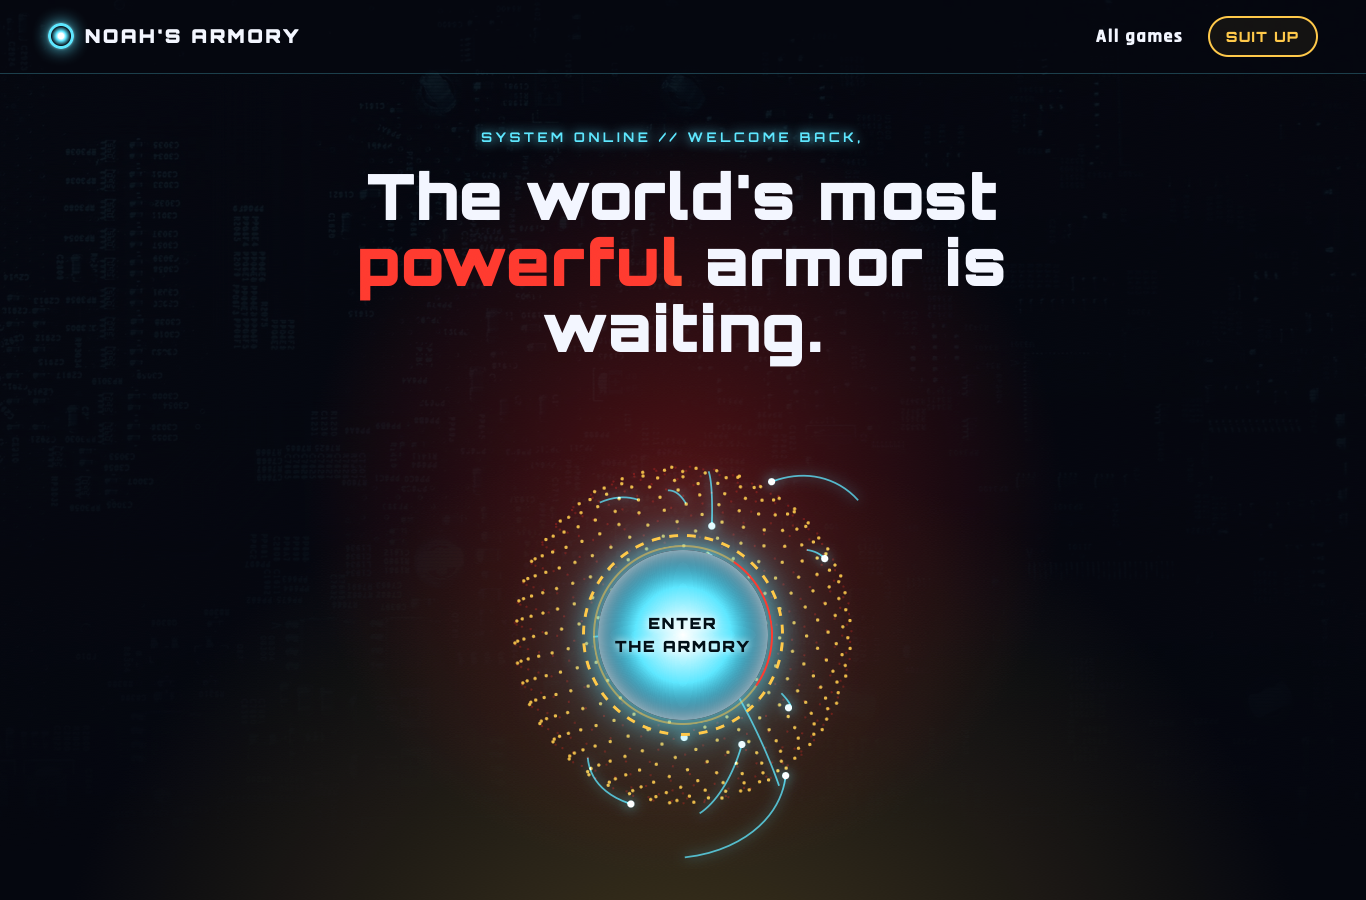 NOAH'S ARMORY
All games
SUIT UP
SYSTEM ONLINE // WELCOME BACK,
The world's most
powerful armor is
waiting.
ENTER
THE ARMORY